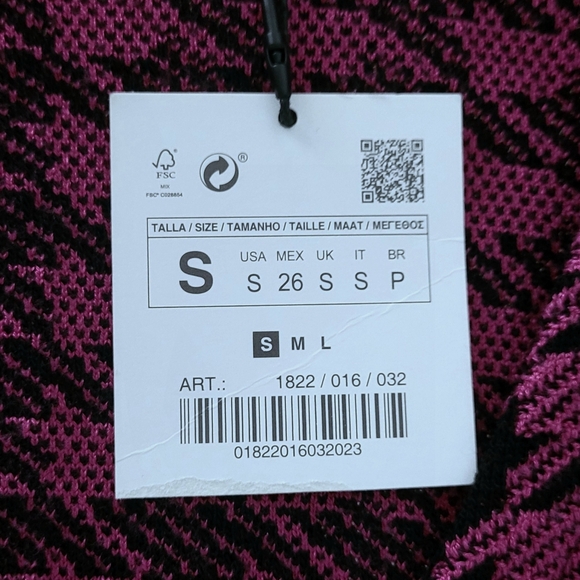 FSC
MIX
FSC® C028854
®
TALLA / SIZE / TAMANHO / TAILLE / MAAT / ΜΕΓΕΘΟΣ
S
USA MEX UK IT BR
S 26 S S P
S M L
ART.: 1822 / 016 / 032
01822016032023